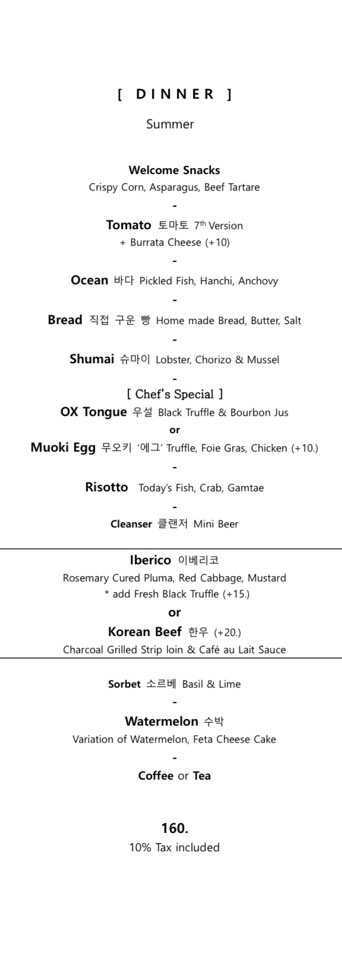 [ DINNER ]
Summer
Welcome Snacks
Crispy Corn, Asparagus, Beef Tartare
-
Tomato 토마토 7th Version
+ Burrata Cheese (+10)
-
Ocean 바다 Pickled Fish, Hanchi, Anchovy
-
Bread 직접 구운 빵 Home made Bread, Butter, Salt
-
Shumai 슈마이 Lobster, Chorizo & Mussel
-
[ Chef's Special ]
OX Tongue 우설 Black Truffle & Bourbon Jus
or
Muoki Egg 무오키 '에그' Truffle, Foie Gras, Chicken (+10.)
-
Risotto Today's Fish, Crab, Gamtae
-
Cleanser 클랜저 Mini Beer
Iberico 이베리코
Rosemary Cured Pluma, Red Cabbage, Mustard
* add Fresh Black Truffle (+15.)
or
Korean Beef 한우 (+20.)
Charcoal Grilled Strip loin & Café au Lait Sauce
Sorbet 소르베 Basil & Lime
-
Watermelon 수박
Variation of Watermelon, Feta Cheese Cake
-
Coffee or Tea
160.
10% Tax included